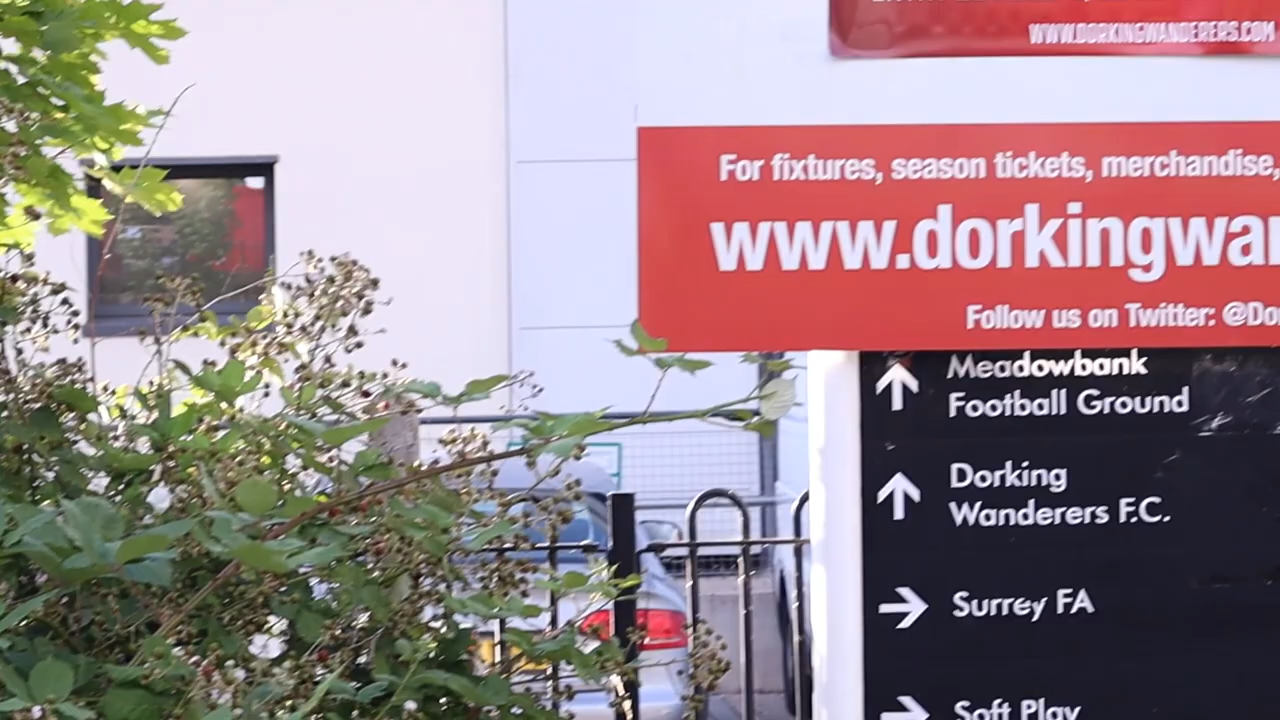 WWW.DORKINGWANDERERS.COM
For fixtures, season tickets, merchandise,
www.dorkingwa
Follow us on Twitter: @Do
Meadowbank
Football Ground
Dorking
Wanderers F.C.
Surrey FA
Soft Play